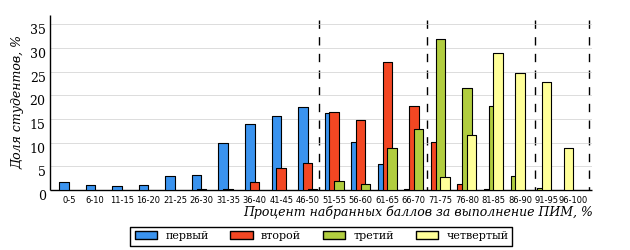 35
30
25
20
15
10
5
0
Доля студентов, %
0-5 6-10 11-15 16-20 21-25 26-30 31-35 36-40 41-45 46-50 51-55 56-60 61-65 66-70 71-75 76-80 81-85 86-90 91-95 96-100
Процент набранных баллов за выполнение ПИМ, %
первый второй третий четвертый